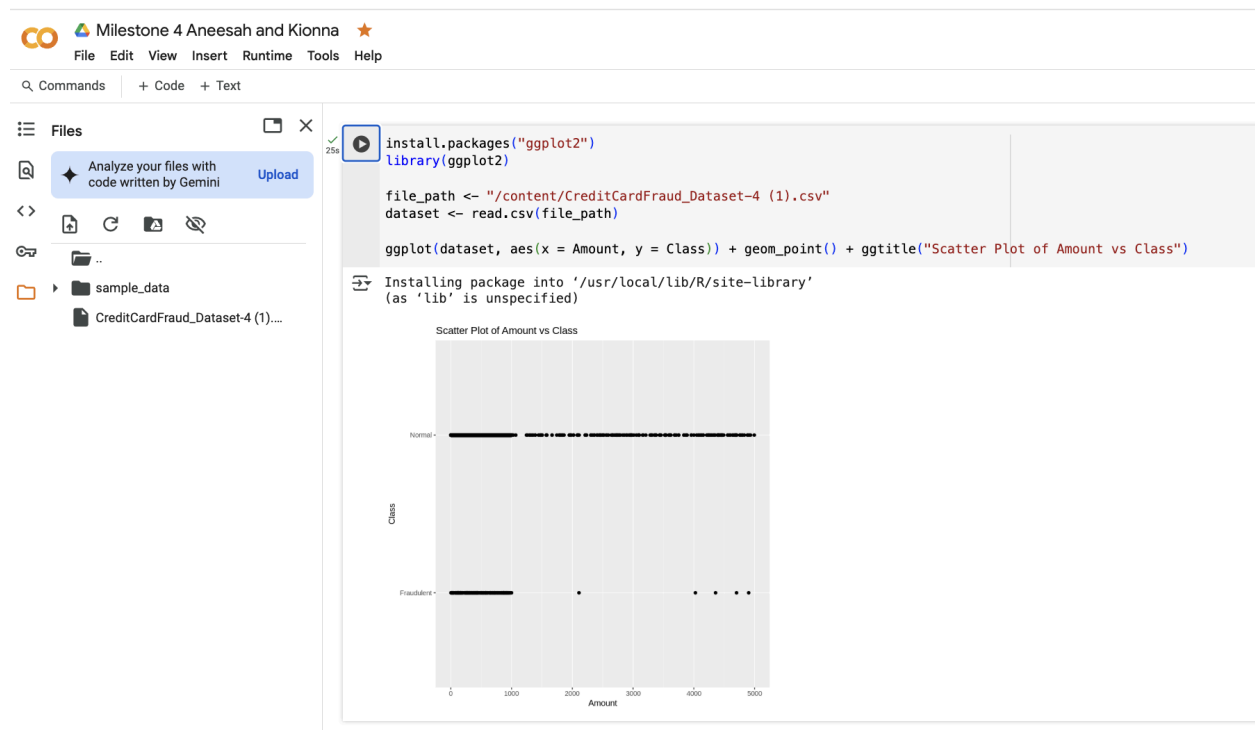 Milestone 4 Aneesah and Kionna
File Edit View Insert Runtime Tools Help
Commands + Code + Text
Files
Analyze your files with
code written by Gemini
Upload
..
sample_data
CreditCardFraud_Dataset-4 (1)....
25s
install.packages("ggplot2")
library(ggplot2)
file_path <- "/content/CreditCardFraud_Dataset-4 (1).csv"
dataset <- read.csv(file_path)
ggplot(dataset, aes(x = Amount, y = Class)) + geom_point() + ggtitle("Scatter Plot of Amount vs Class")
Installing package into ‘/usr/local/lib/R/site-library’
(as ‘lib’ is unspecified)
Scatter Plot of Amount vs Class
Normal
Class
Fraudulent
0 1000 2000 3000 4000 5000
Amount